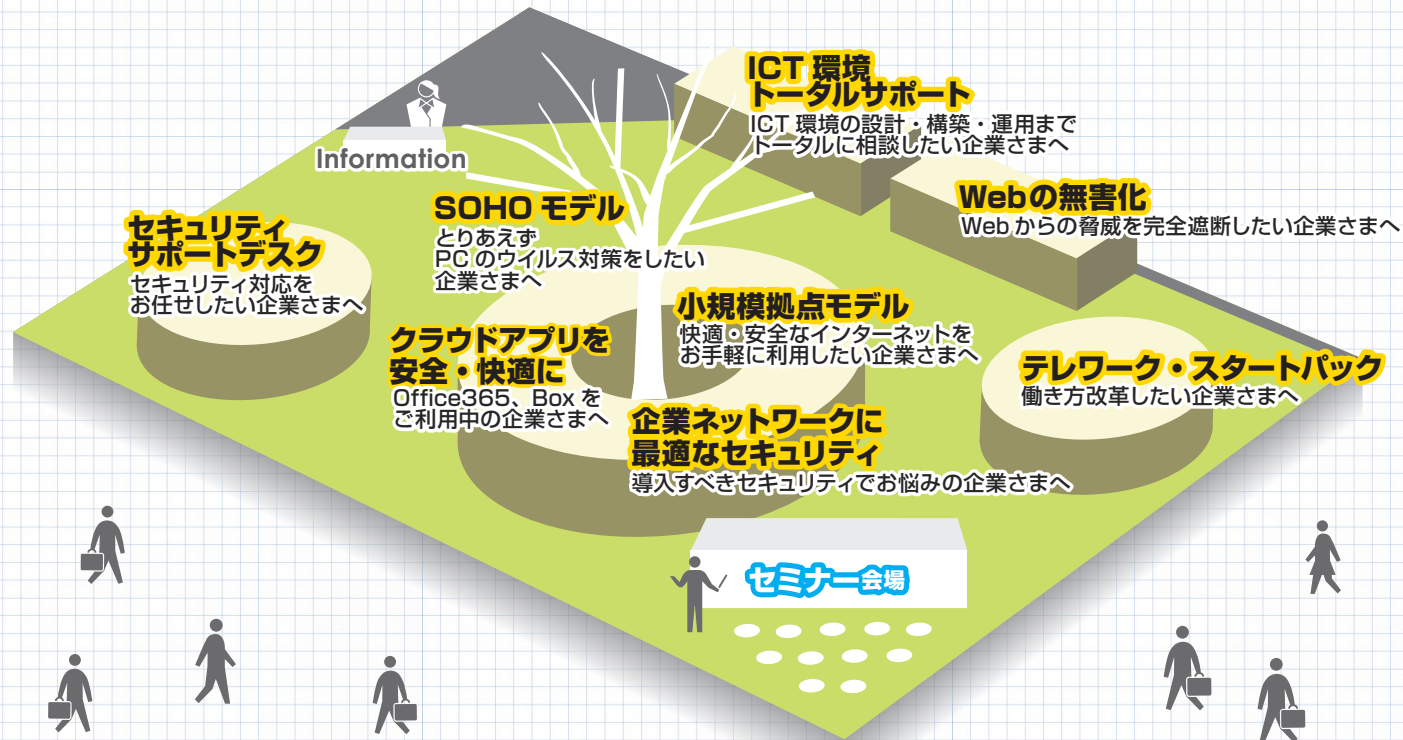 ICT 環境
トータルサポート
ICT 環境の設計・構築・運用まで
トータルに相談したい企業さまへ
Information
Webの無害化
Web からの脅威を完全遮断したい企業さまへ
SOHO モデル
とりあえず
PC のウイルス対策をしたい
企業さまへ
セキュリティ
サポートデスク
セキュリティ対応を
お任せしたい企業さまへ
小規模拠点モデル
快適・安全なインターネットを
お手軽に利用したい企業さまへ
クラウドアプリを
安全・快適に
Office365、Box を
ご利用中の企業さまへ
テレワーク・スタートパック
働き方改革したい企業さまへ
企業ネットワークに
最適なセキュリティ
導入すべきセキュリティでお悩みの企業さまへ
セミナー会場